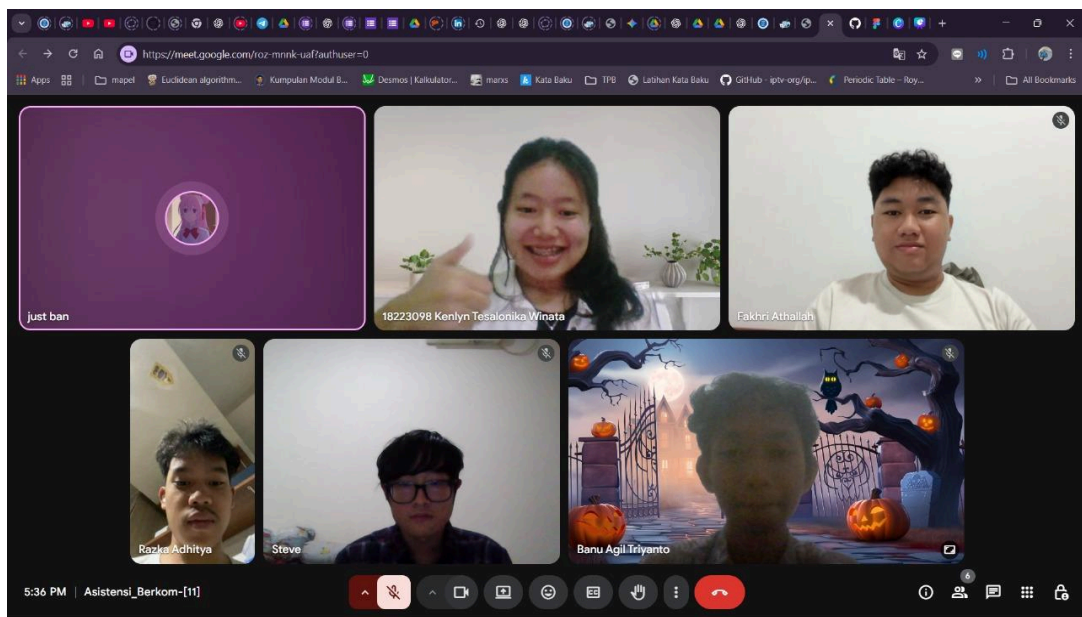 https://meet.google.com/roz-mnnk-uaf?authuser=0
Apps
mapel
Euclidean algorithm...
Kumpulan Modul B...
Desmos | Kalkulator...
marxs
Kata Baku
TPB
Latihan Kata Baku
GitHub - iptv-org/ip...
Periodic Table – Roy...
All Bookmarks
just ban
18223098 Kenlyn Tesalonika Winata
Fakhri Athallah
Razka Adhitya
Steve
Banu Agil Triyanto
5:36 PM | Asistensi_Berkom-[11]
6